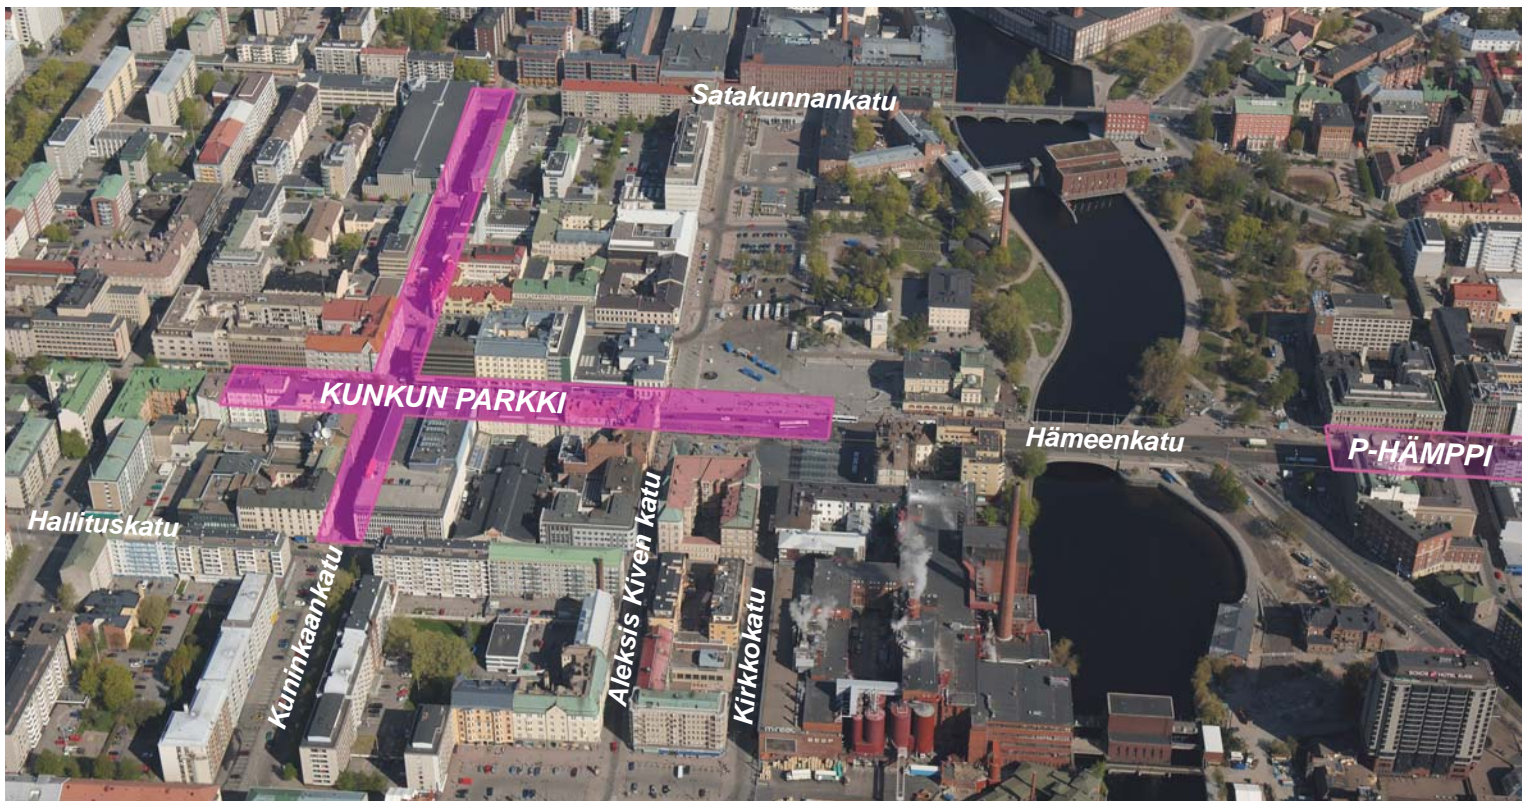 Satakunnankatu
KUNKUN PARKKI
Hämeenkatu
P-HÄMPPI
Hallituskatu
Kuninkaankatu
Aleksis Kiven katu
Kirkkokatu